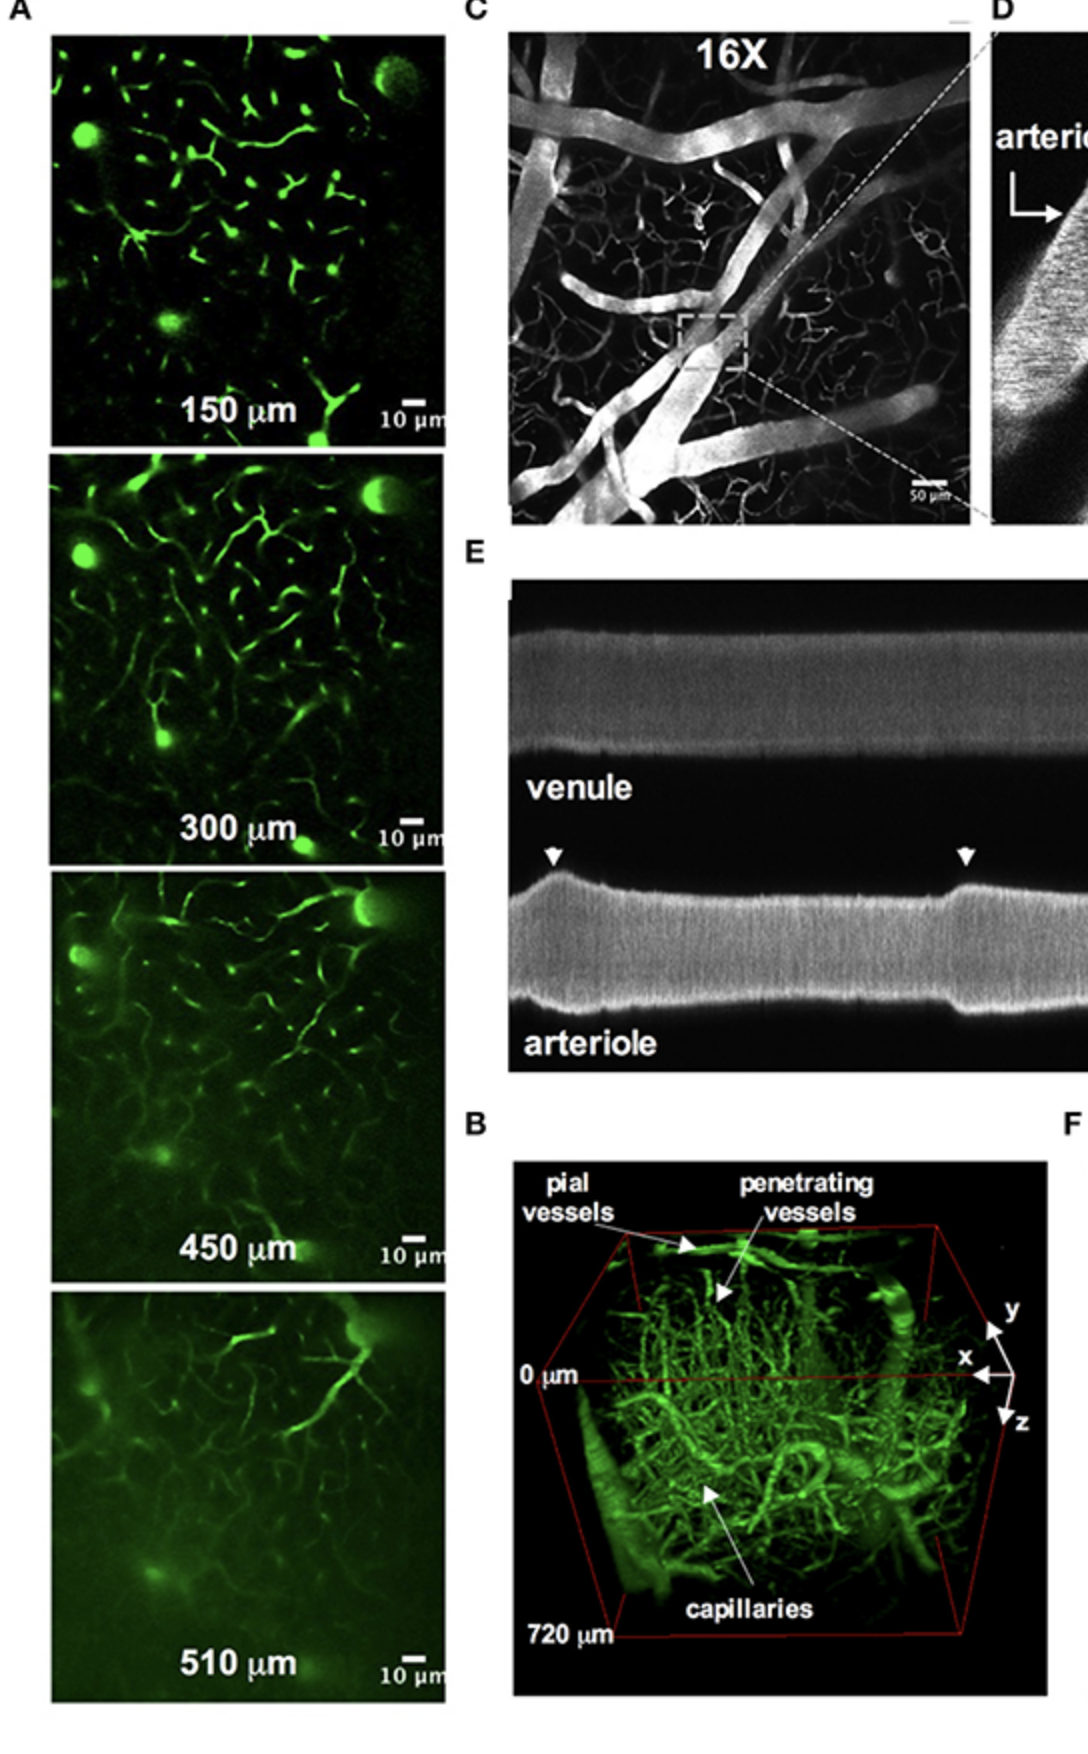 A
150 µm
10 µm
300 µm
10 µm
450 µm
10 µm
510 µm
10 µm
C
16X
50 µm
D
E
venule
arteriole
B
pial
vessels
penetrating
vessels
0 µm
y
x
z
capillaries
720 µm
F